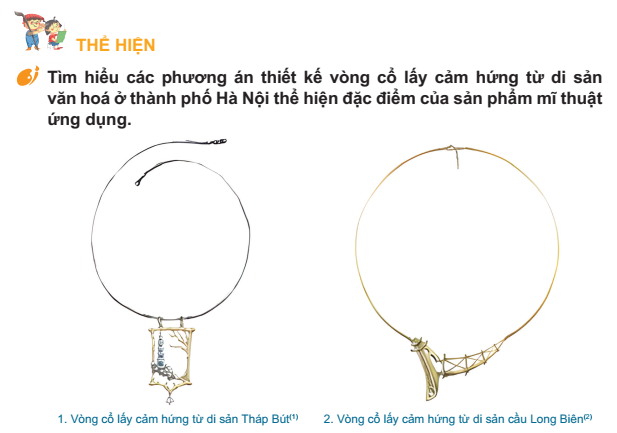 THỂ HIỆN
3
Tìm hiểu các phương án thiết kế vòng cổ lấy cảm hứng từ di sản
văn hoá ở thành phố Hà Nội thể hiện đặc điểm của sản phẩm mĩ thuật
ứng dụng.
1. Vòng cổ lấy cảm hứng từ di sản Tháp Bút(1)
2. Vòng cổ lấy cảm hứng từ di sản cầu Long Biên(2)